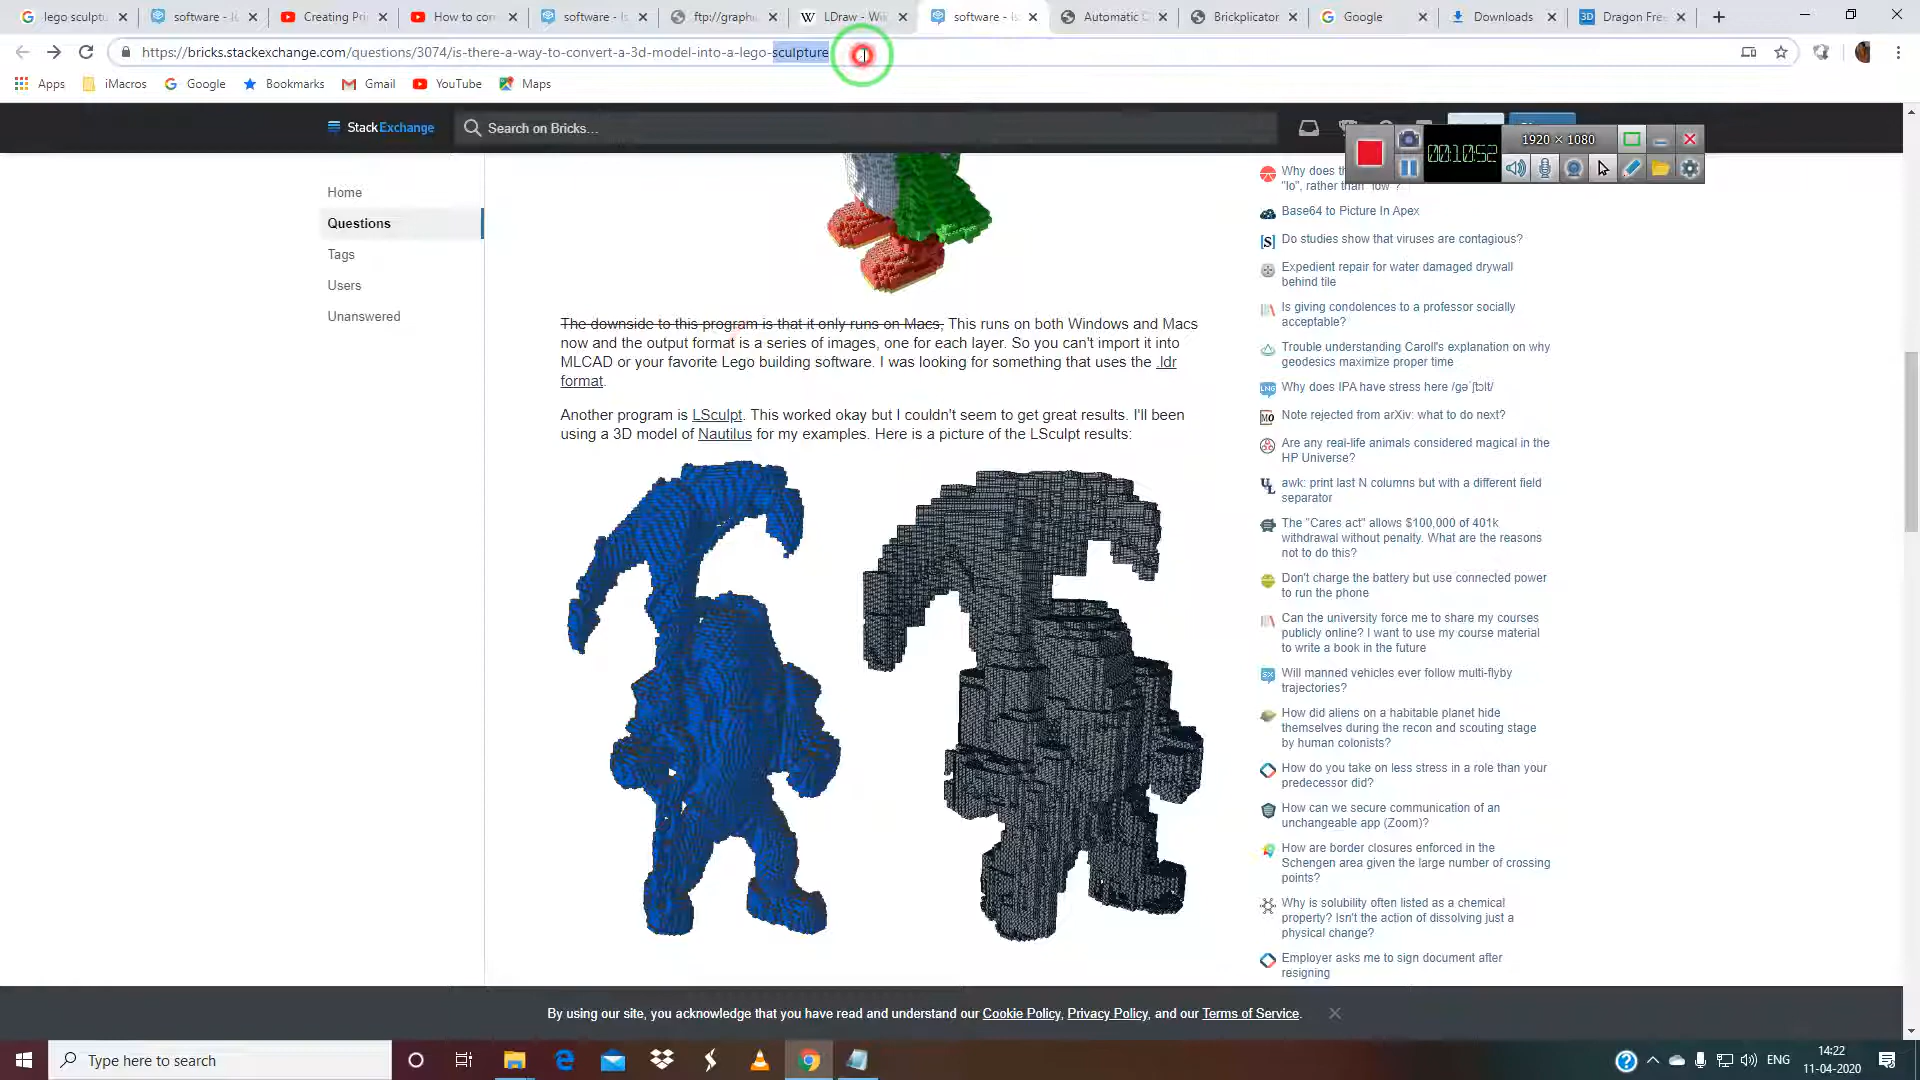 lego sculptu
software - Is
Creating Pri
How to con
software - Is
ftp://graph
LDraw - Wik
software - Is
Automatic C
Brickplicator
Google
Downloads
Dragon Free
https://bricks.stackexchange.com/questions/3074/is-there-a-way-to-convert-a-3d-model-into-a-lego-sculpture
Apps
iMacros
Google
Bookmarks
Gmail
YouTube
Maps
StackExchange
Search on Bricks...
00:10:52
1920 × 1080
Home
Questions
Tags
Users
Unanswered
The downside to this program is that it only runs on Macs, This runs on both Windows and Macs
now and the output format is a series of images, one for each layer. So you can't import it into
MLCAD or your favorite Lego building software. I was looking for something that uses the .ldr
format.
Another program is LSculpt. This worked okay but I couldn't seem to get great results. I'll been
using a 3D model of Nautilus for my examples. Here is a picture of the LSculpt results:
Why does th
"lo", rather than "low"?
Base64 to Picture In Apex
Do studies show that viruses are contagious?
Expedient repair for water damaged drywall
behind tile
Is giving condolences to a professor socially
acceptable?
Trouble understanding Caroll's explanation on why
geodesics maximize proper time
Why does IPA have stress here /ɡəˈʃtɔlt/
Note rejected from arXiv: what to do next?
Are any real-life animals considered magical in the
HP Universe?
awk: print last N columns but with a different field
separator
The "Cares act" allows $100,000 of 401k
withdrawal without penalty. What are the reasons
not to do this?
Don't charge the battery but use connected power
to run the phone
Can the university force me to share my courses
publicly online? I want to use my course material
to write a book in the future
Will manned vehicles ever follow multi-flyby
trajectories?
How did aliens on a habitable planet hide
themselves during the recon and scouting stage
by human colonists?
How do you take on less stress in a role than your
predecessor did?
How can we secure communication of an
unchangeable app (Zoom)?
How are border closures enforced in the
Schengen area given the large number of crossing
points?
Why is solubility often listed as a chemical
property? Isn't the action of dissolving just a
physical change?
Employer asks me to sign document after
resigning
By using our site, you acknowledge that you have read and understand our Cookie Policy, Privacy Policy, and our Terms of Service.
Type here to search
ENG
14:22
11-04-2020